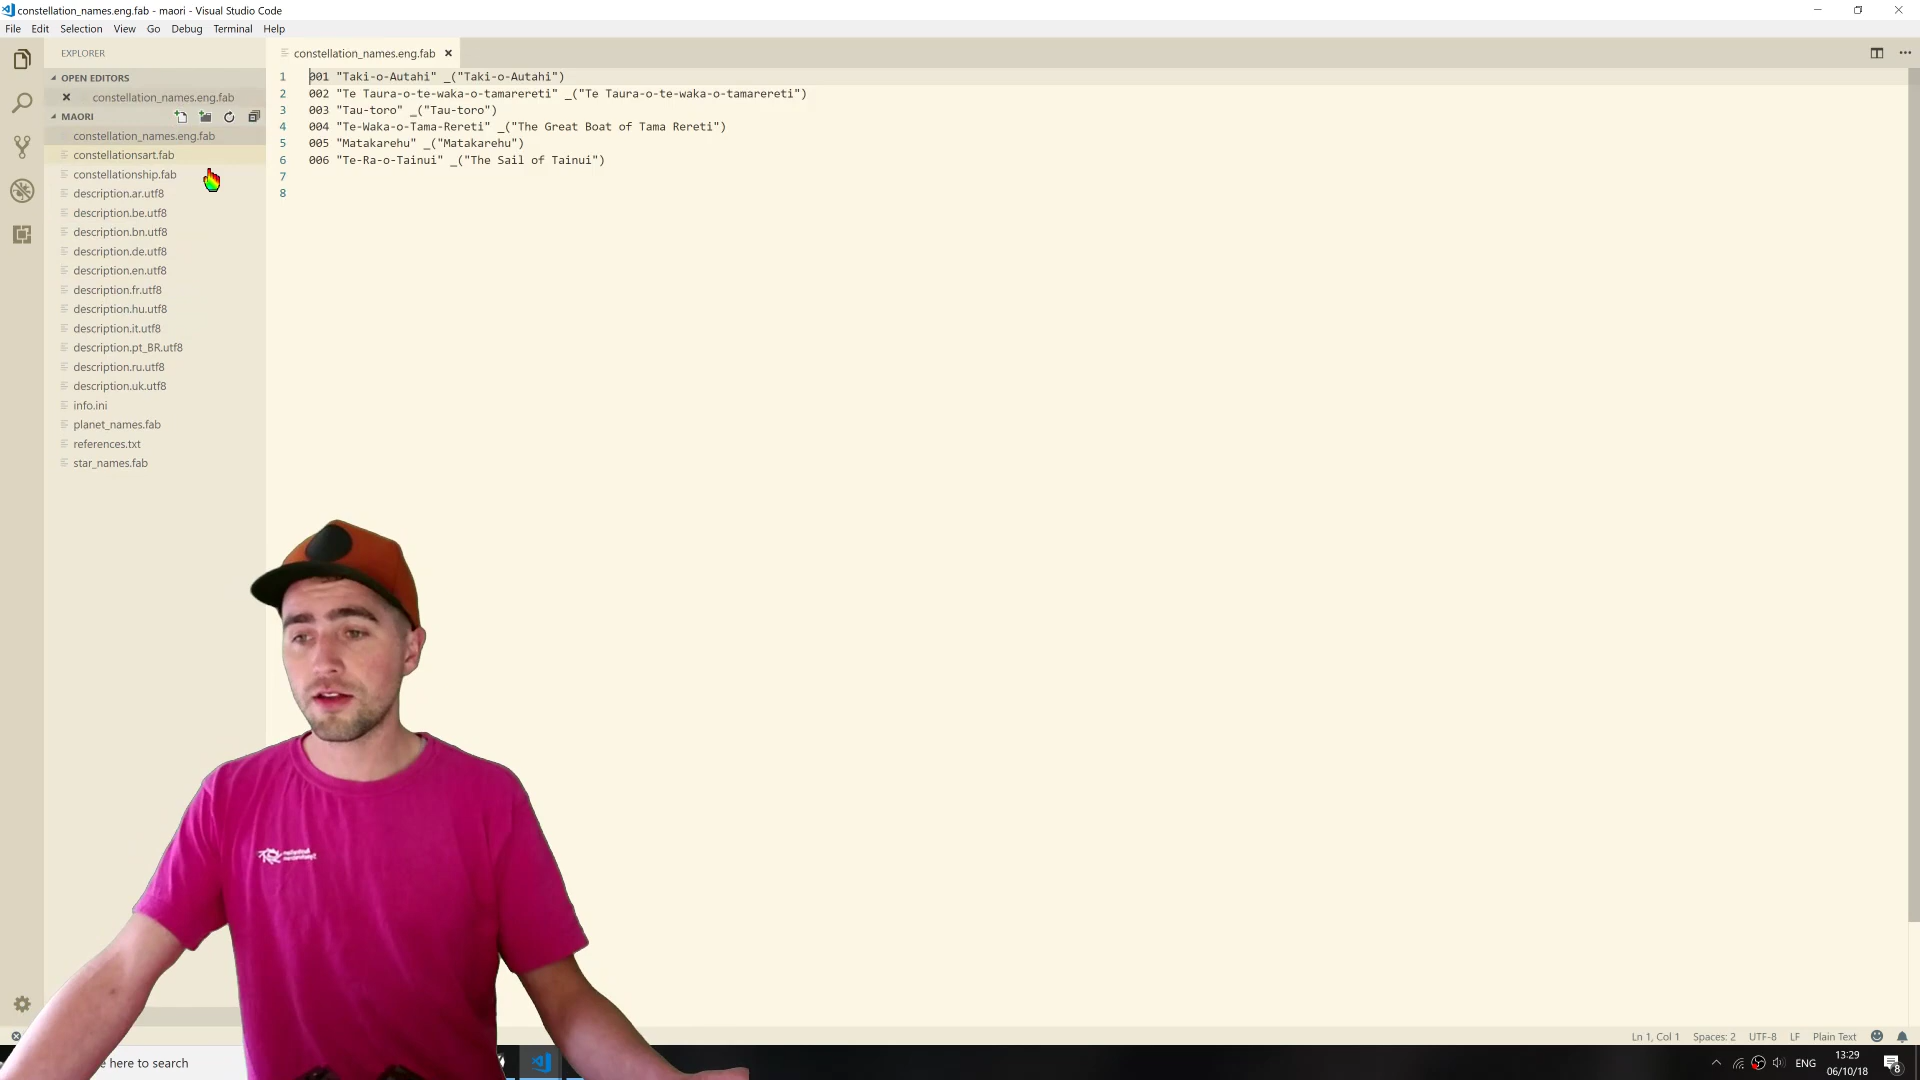 constellation_names.eng.fab - maori - Visual Studio Code
File Edit Selection View Go Debug Terminal Help
EXPLORER
OPEN EDITORS
constellation_names.eng.fab
MAORI
constellation_names.eng.fab
constellationsart.fab
constellationship.fab
description.ar.utf8
description.be.utf8
description.bn.utf8
description.de.utf8
description.en.utf8
description.fr.utf8
description.hu.utf8
description.it.utf8
description.pt_BR.utf8
description.ru.utf8
description.uk.utf8
info.ini
planet_names.fab
references.txt
star_names.fab
constellation_names.eng.fab
1 001 "Taki-o-Autahi" _("Taki-o-Autahi")
2 002 "Te Taura-o-te-waka-o-tamarereti" _("Te Taura-o-te-waka-o-tamarereti")
3 003 "Tau-toro" _("Tau-toro")
4 004 "Te-Waka-o-Tama-Rereti" _("The Great Boat of Tama Rereti")
5 005 "Matakarehu" _("Matakarehu")
6 006 "Te-Ra-o-Tainui" _("The Sail of Tainui")
7
8
Ln 1, Col 1 Spaces: 2 UTF-8 LF Plain Text
here to search
ENG
13:29
06/10/18
8